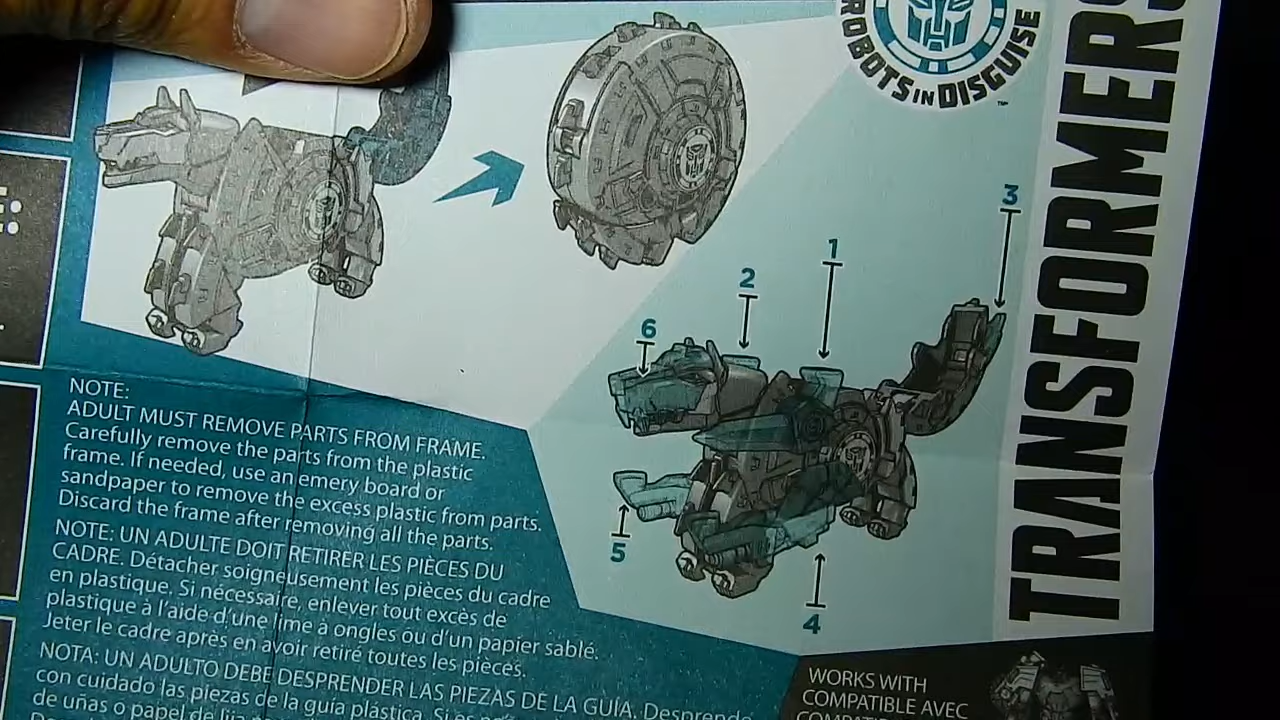 ROBOTS IN DISGUISE
TRANSFORMERS
3
1
2
6
5
4
NOTE:
ADULT MUST REMOVE PARTS FROM FRAME.
Carefully remove the parts from the plastic
frame. If needed, use an emery board or
sandpaper to remove the excess plastic from parts.
Discard the frame after removing all the parts.
NOTE: UN ADULTE DOIT RETIRER LES PIÈCES DU
CADRE. Détacher soigneusement les pièces du cadre
en plastique. Si nécessaire, enlever tout excès de
plastique à l'aide d'une lime à ongles ou d'un papier sablé.
Jeter le cadre après en avoir retiré toutes les pièces.
NOTA: UN ADULTO DEBE DESPRENDER LAS PIEZAS DE LA GUÍA. Desprende
con cuidado las piezas de la guía plástica. Si es
de uñas o papel de lija
WORKS WITH
COMPATIBLE AVEC